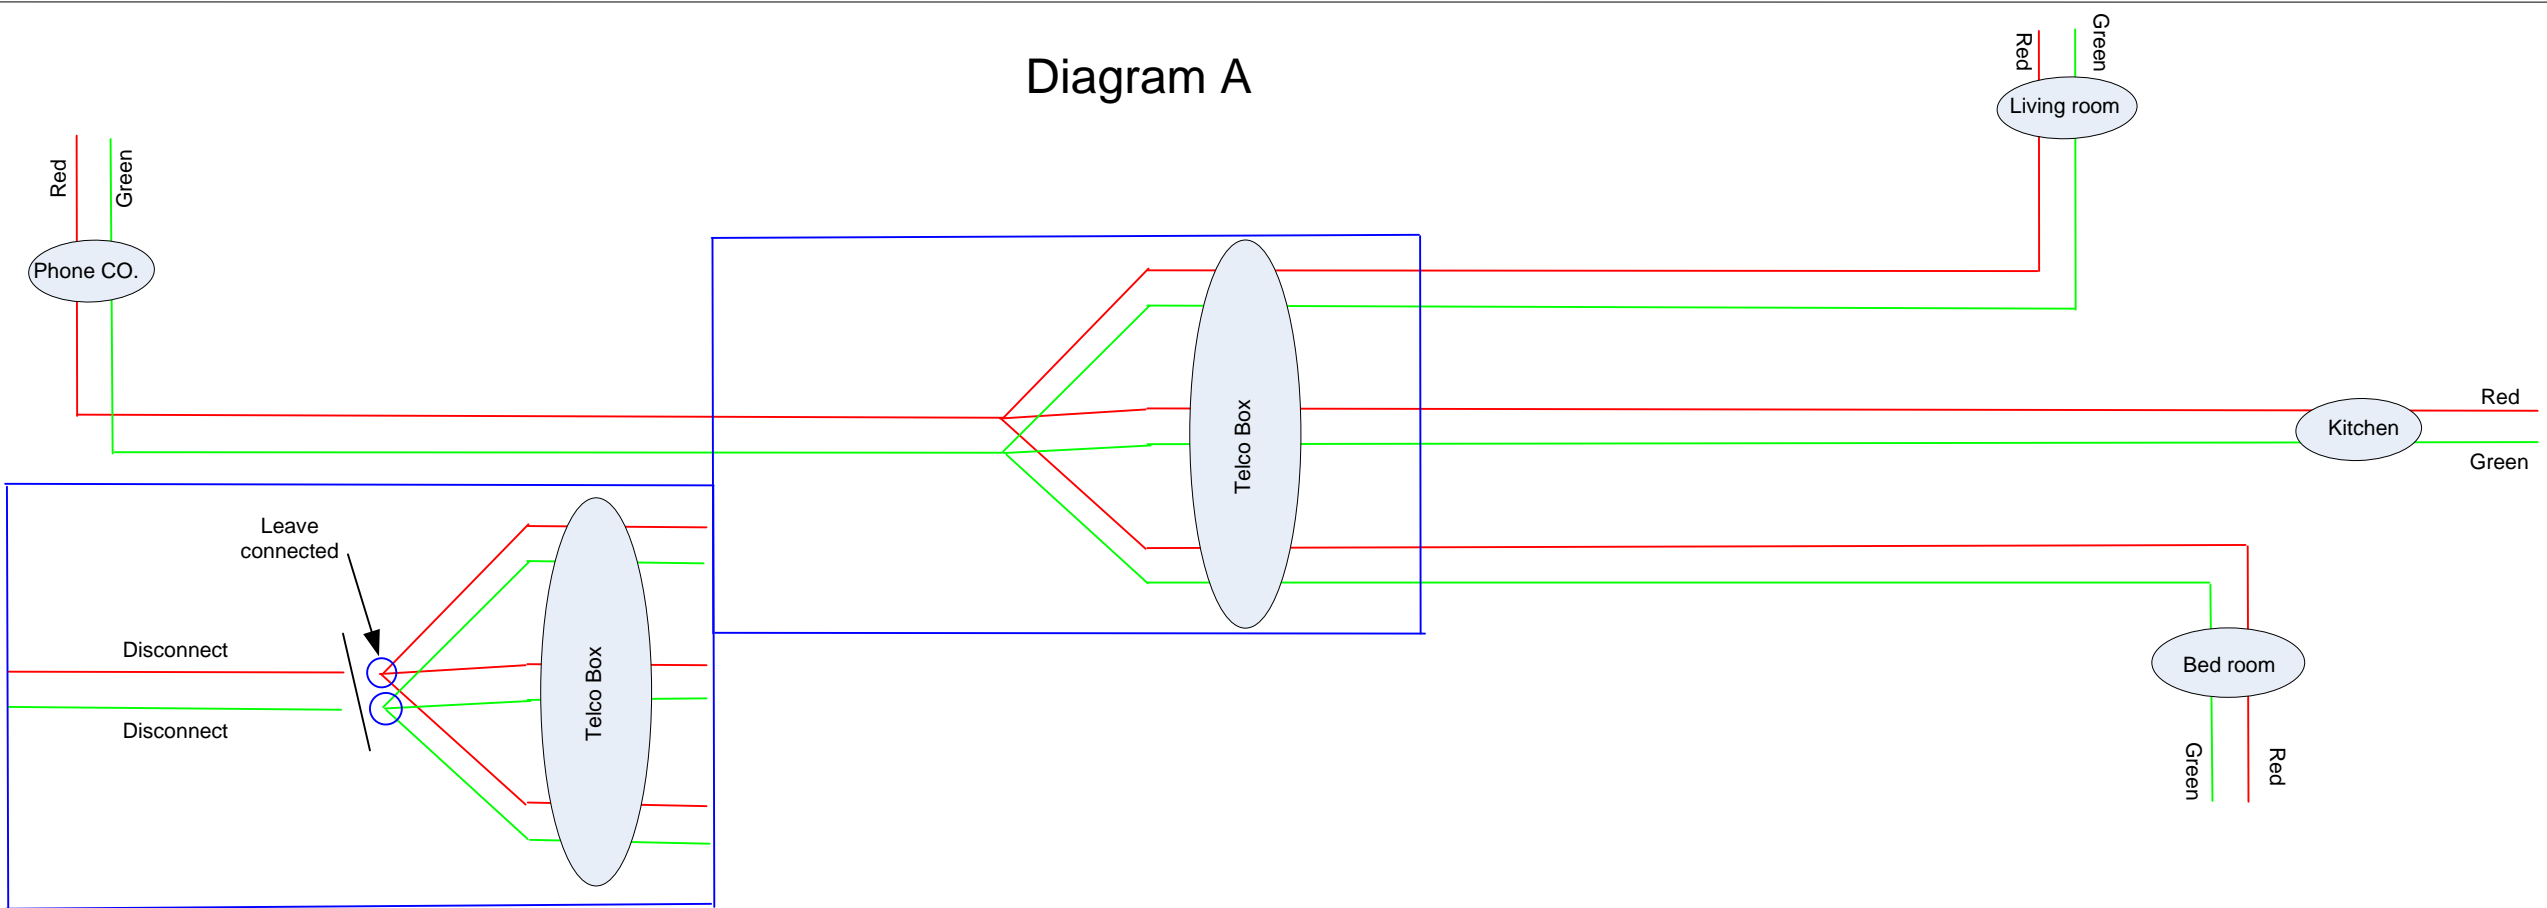 Diagram A
Red
Green
Living room
Red
Green
Phone CO.
Telco Box
Red
Kitchen
Green
Leave
connected
Disconnect
Disconnect
Telco Box
Bed room
Green
Red